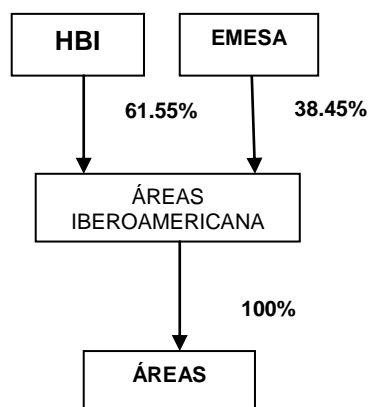 HBI
EMESA
61.55%
38.45%
ÁREAS
IBEROAMERICANA
100%
ÁREAS